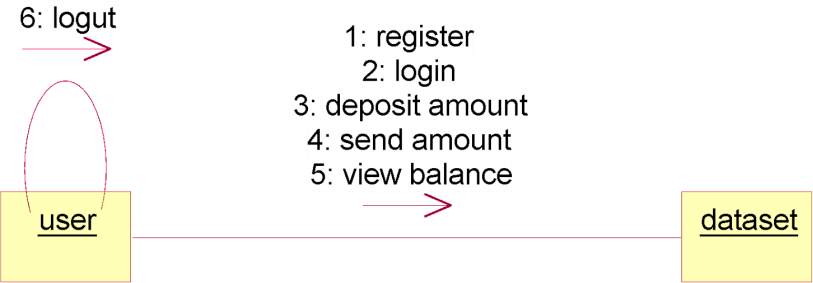 6: logut
1: register
2: login
3: deposit amount
4: send amount
5: view balance
user
dataset